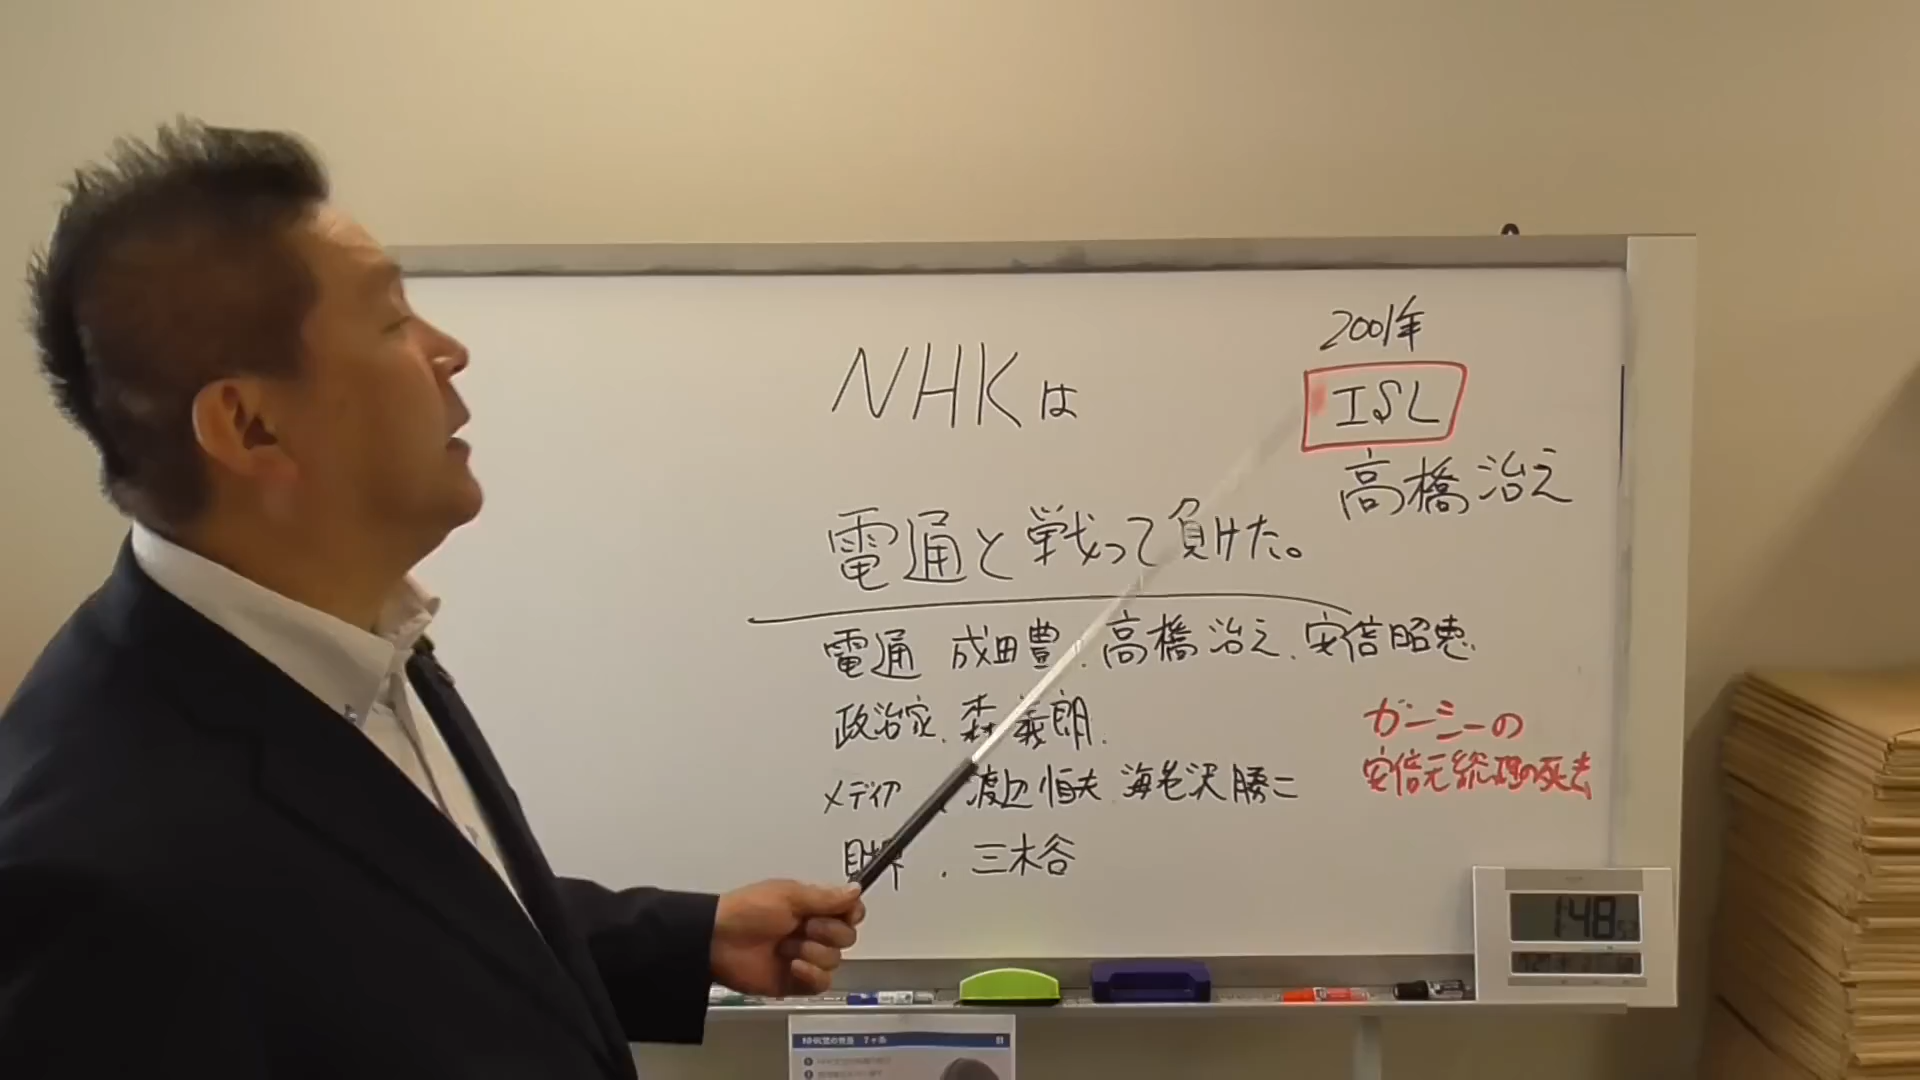 2001年
ISL
高橋治之
NHKは
電通と戦って負けた。
電通 成田豊.高橋治之.安倍昭恵
政治家.森義朗.
メディア 渡辺恒夫 海老沢勝二
財界.三木谷
ガーシーの
安倍元総理の死去
1:48